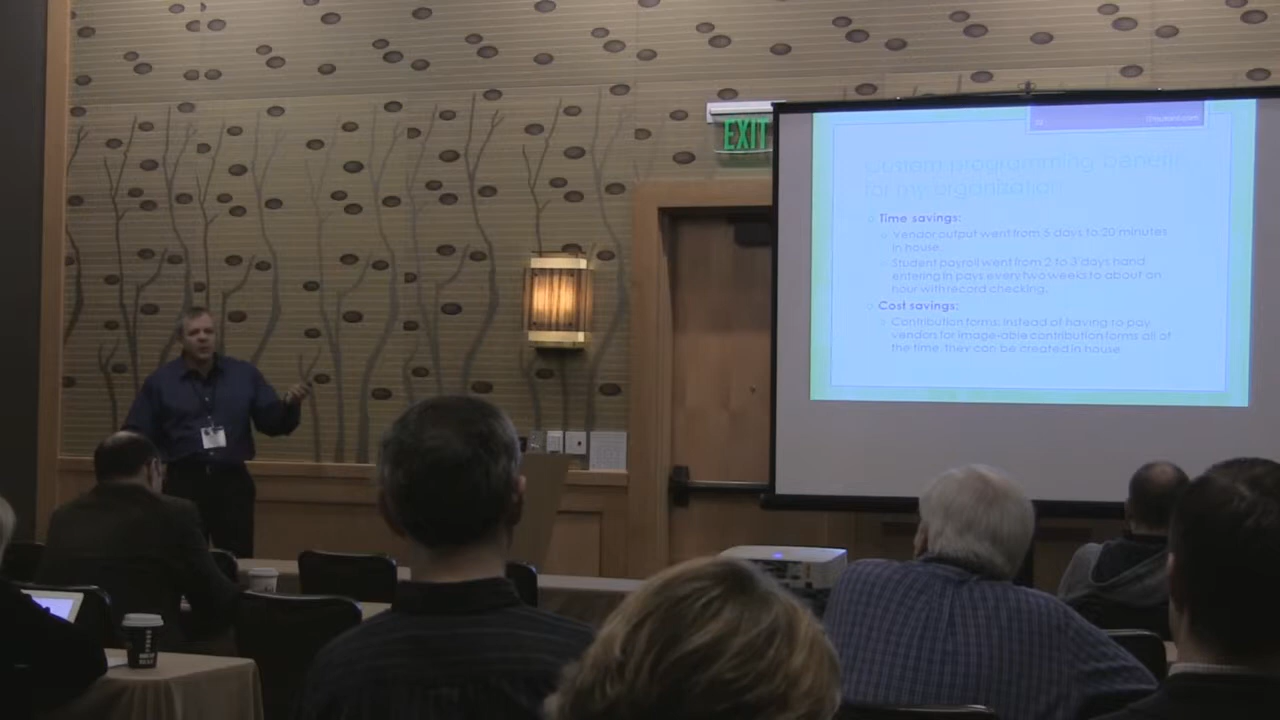 EXIT
Custom programming benefit
for my organization
Time savings:
Vendor output went from 5 days to 20 minutes
in house.
Student payroll went from 2 to 3 days hand
entering in pays every two weeks to about an
hour with record checking.
Cost savings:
Contribution forms: instead of having to pay
vendors for image-able contribution forms all of
the time, they can be created in house